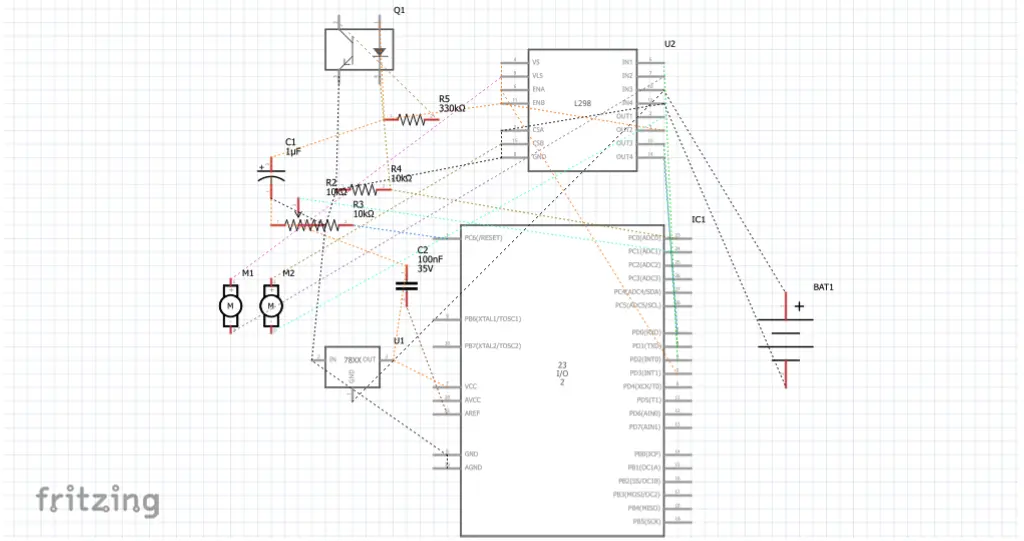 Q1
U2
VS
IN1
VLS
IN2
ENA
IN3
ENB
L298
IN4
OUT1
CSA
OUT2
CSB
OUT3
GND
OUT4
R5
330kΩ
C1
1µF
+
R4
10kΩ
R2
10kΩ
R3
10kΩ
IC1
PC0(/RESET)
PC0(ADC0)
PC1(ADC1)
PC2(ADC2)
PC3(ADC3)
PC4(ADC4/SDA)
PC5(ADC5/SCL)
C2
100nF
35V
M1
M2
M
M
BAT1
+
PB6(XTAL1/TOSC1)
PB7(XTAL2/TOSC2)
PD0(RXD)
PD1(TXD)
PD2(INT0)
PD3(INT1)
PD4(XCK/T0)
PD5(T1)
PD6(AIN0)
PD7(AIN1)
U1
IN
78XX
OUT
GND
23
I/O
2
VCC
AVCC
AREF
GND
AGND
PB0(ICP)
PB1(OC1A)
PB2(SS/OC1B)
PB3(MOSI/OC2)
PB4(MISO)
PB5(SCK)
fritzing